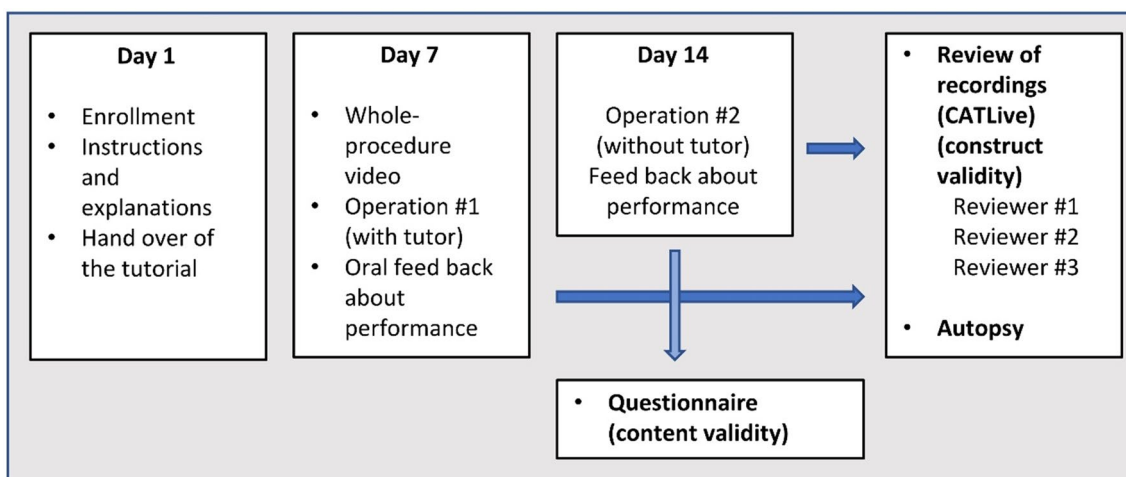 Day 1
• Enrollment
• Instructions
and
explanations
• Hand over of
the tutorial
Day 7
• Whole-
procedure
video
• Operation #1
(with tutor)
• Oral feed back
about
performance
Day 14
Operation #2
(without tutor)
Feed back about
performance
• Review of
recordings
(CATLive)
(construct
validity)
Reviewer #1
Reviewer #2
Reviewer #3
• Autopsy
• Questionnaire
(content validity)